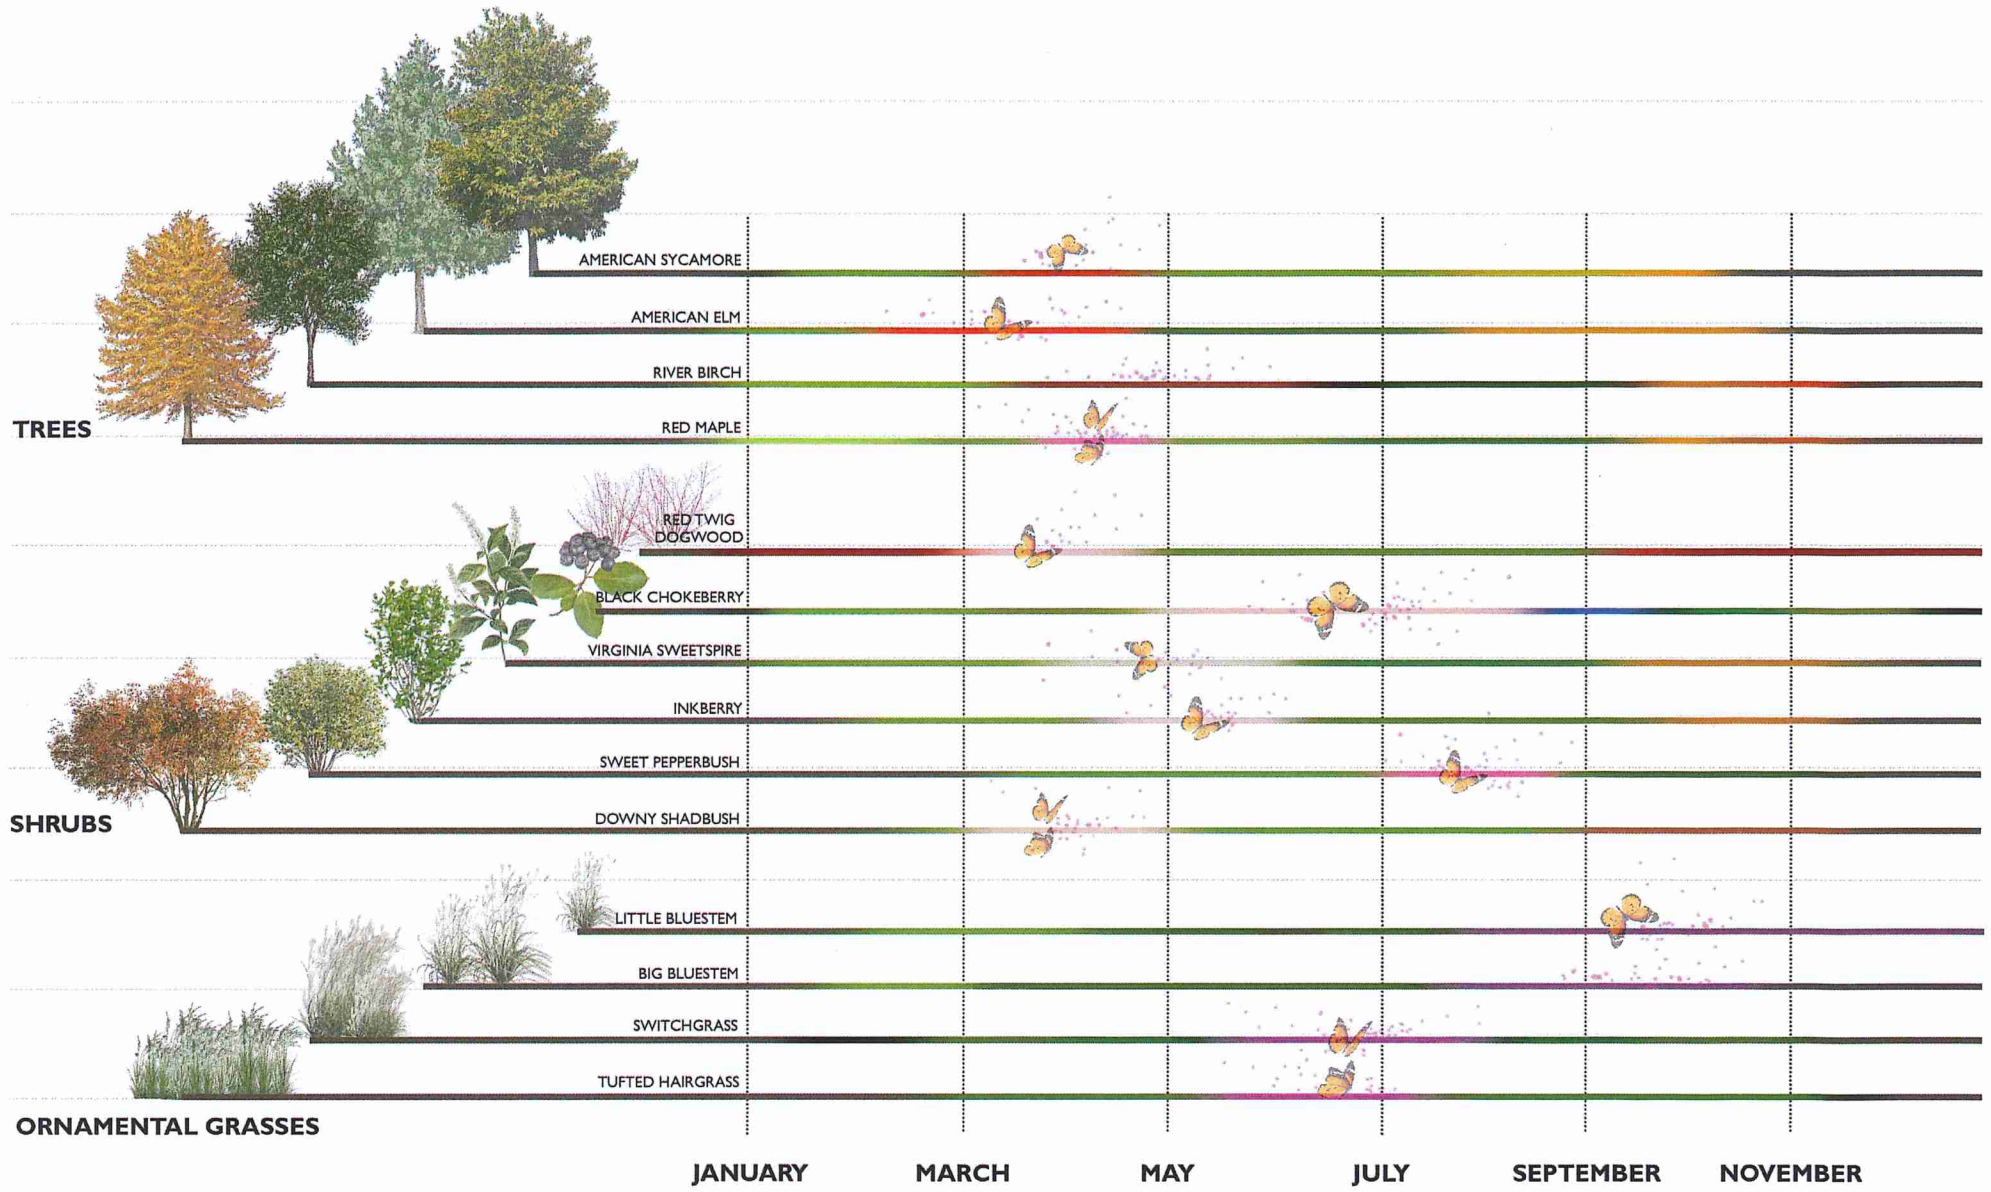 AMERICAN SYCAMORE
AMERICAN ELM
RIVER BIRCH
RED MAPLE
TREES
RED TWIG
DOGWOOD
BLACK CHOKEBERRY
VIRGINIA SWEETSPIRE
INKBERRY
SWEET PEPPERBUSH
DOWNY SHADBUSH
SHRUBS
LITTLE BLUESTEM
BIG BLUESTEM
SWITCHGRASS
TUFTED HAIRGRASS
ORNAMENTAL GRASSES
JANUARY MARCH MAY JULY SEPTEMBER NOVEMBER